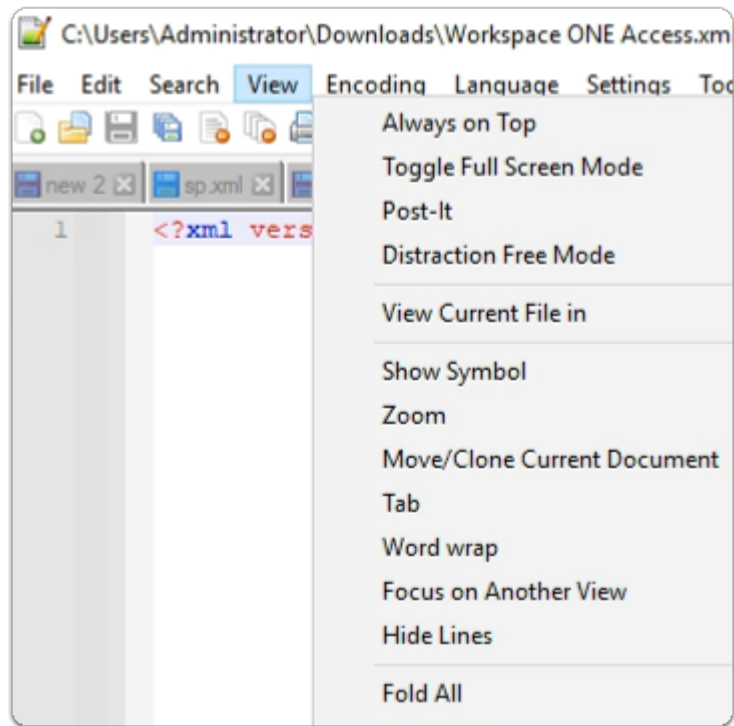 C:\Users\Administrator\Downloads\Workspace ONE Access.xm
File Edit Search View Encoding Language Settings Too
new 2 sp.xml
1 <?xml vers
Always on Top
Toggle Full Screen Mode
Post-It
Distraction Free Mode
View Current File in
Show Symbol
Zoom
Move/Clone Current Document
Tab
Word wrap
Focus on Another View
Hide Lines
Fold All